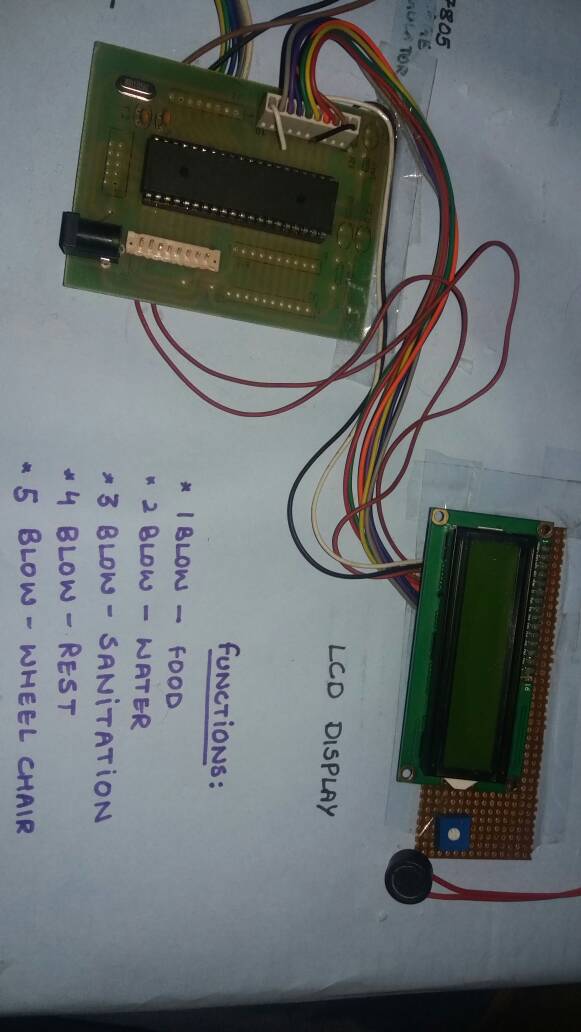 7805
LCD DISPLAY
FUNCTIONS:
* 1 BLOW - FOOD
* 2 BLOW - WATER
* 3 BLOW - SANITATION
* 4 BLOW - REST
* 5 BLOW - WHEEL CHAIR